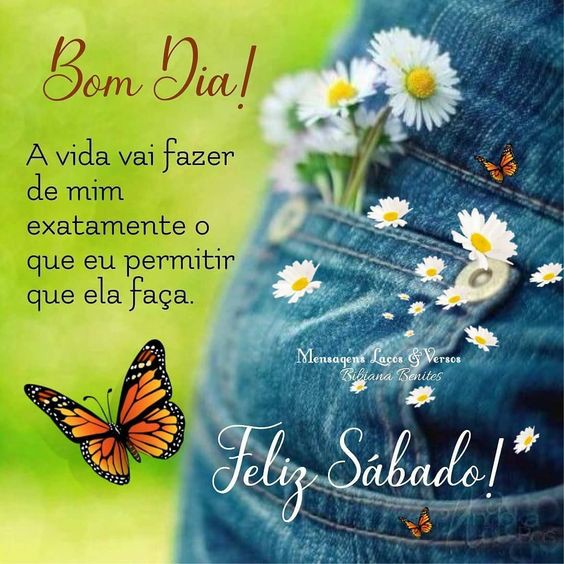 Bom Dia!
A vida vai fazer
de mim
exatamente o
que eu permitir
que ela faça.
Mensagens Laços & Versos
Bibiana Benites
Feliz Sábado!